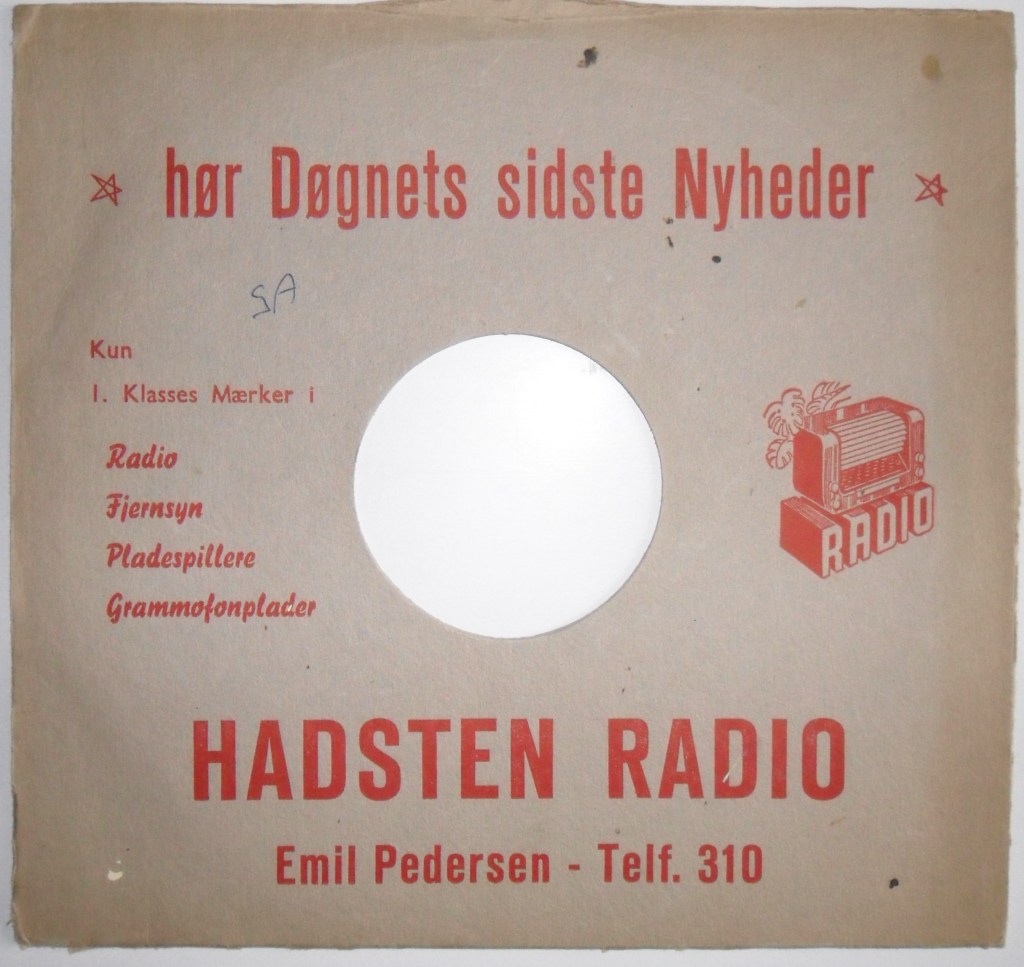 hør Døgnets sidste Nyheder
Kun
1. Klasses Mærker i
Radio
Fjernsyn
Pladespillere
Grammofonplader
RADIO
HADSTEN RADIO
Emil Pedersen - Telf. 310